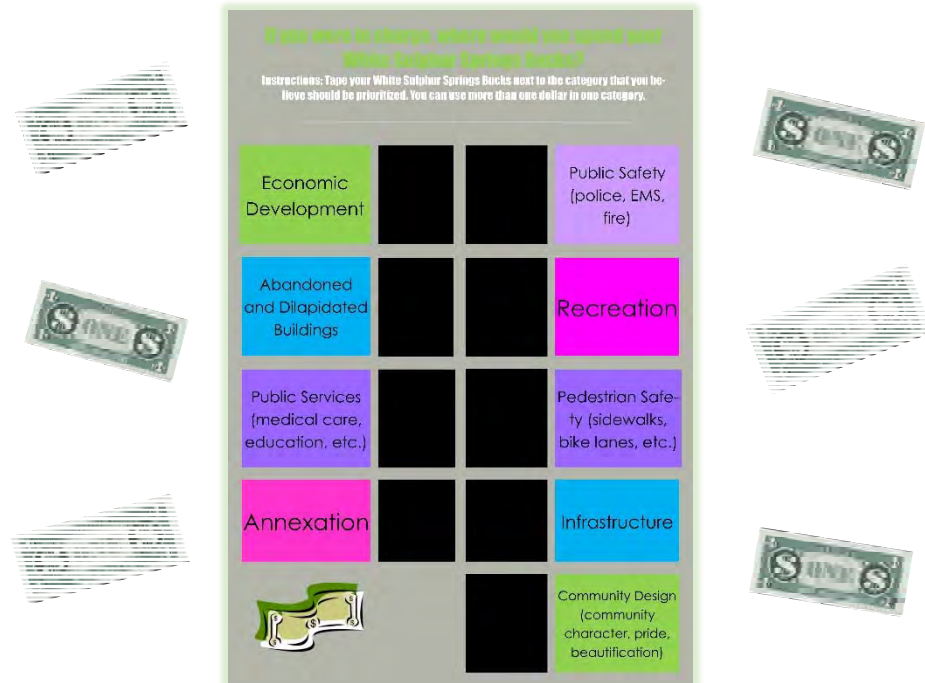 If you were in charge, where would you spend your
White Sulphur Springs Bucks?
Instructions: Tape your White Sulphur Springs Bucks next to the category that you be-
lieve should be prioritized. You can use more than one dollar in one category.
Economic
Development
Public Safety
(police, EMS,
fire)
Abandoned
and Dilapidated
Buildings
Recreation
Public Services
(medical care,
education, etc.)
Pedestrian Safe-
ty (sidewalks,
bike lanes, etc.)
Annexation
Infrastructure
Community Design
(community
character, pride,
beautification)
$ ONE $
$ ONE $
$ ONE $
$ ONE $